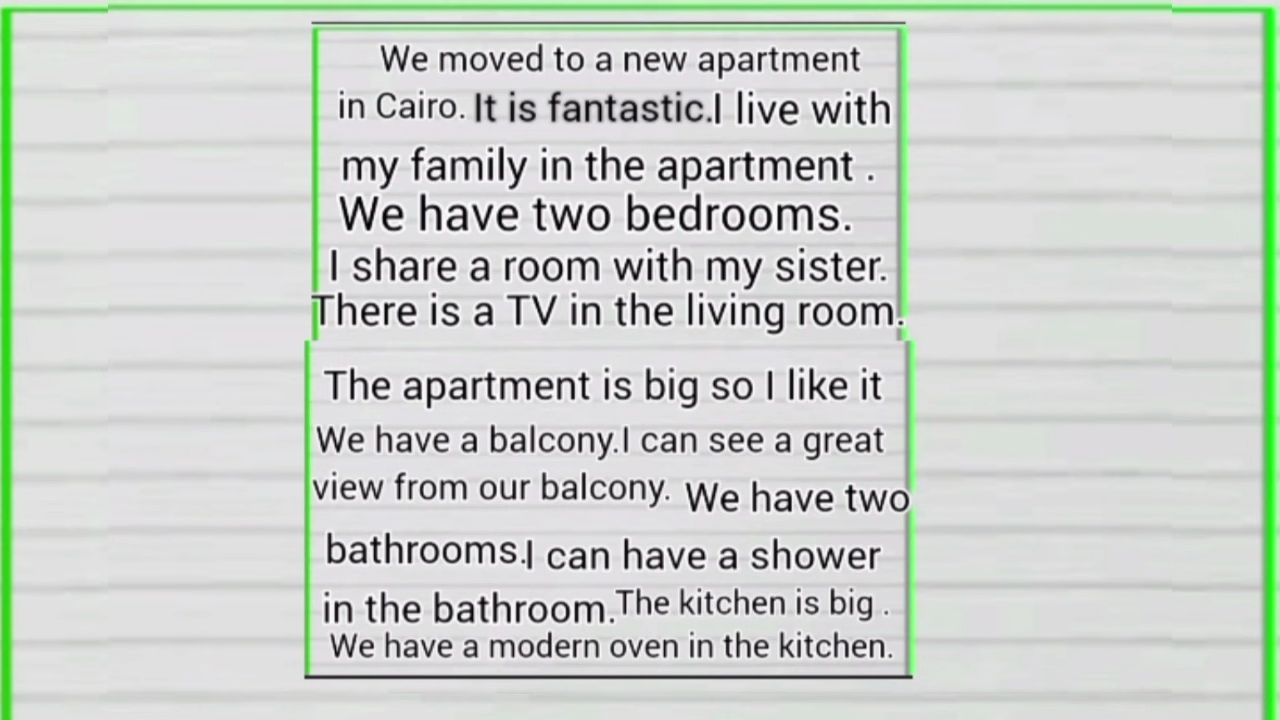 We moved to a new apartment
in Cairo. It is fantastic.I live with
my family in the apartment .
We have two bedrooms.
I share a room with my sister.
There is a TV in the living room.
The apartment is big so I like it
We have a balcony.I can see a great
view from our balcony. We have two
bathrooms.I can have a shower
in the bathroom.The kitchen is big .
We have a modern oven in the kitchen.